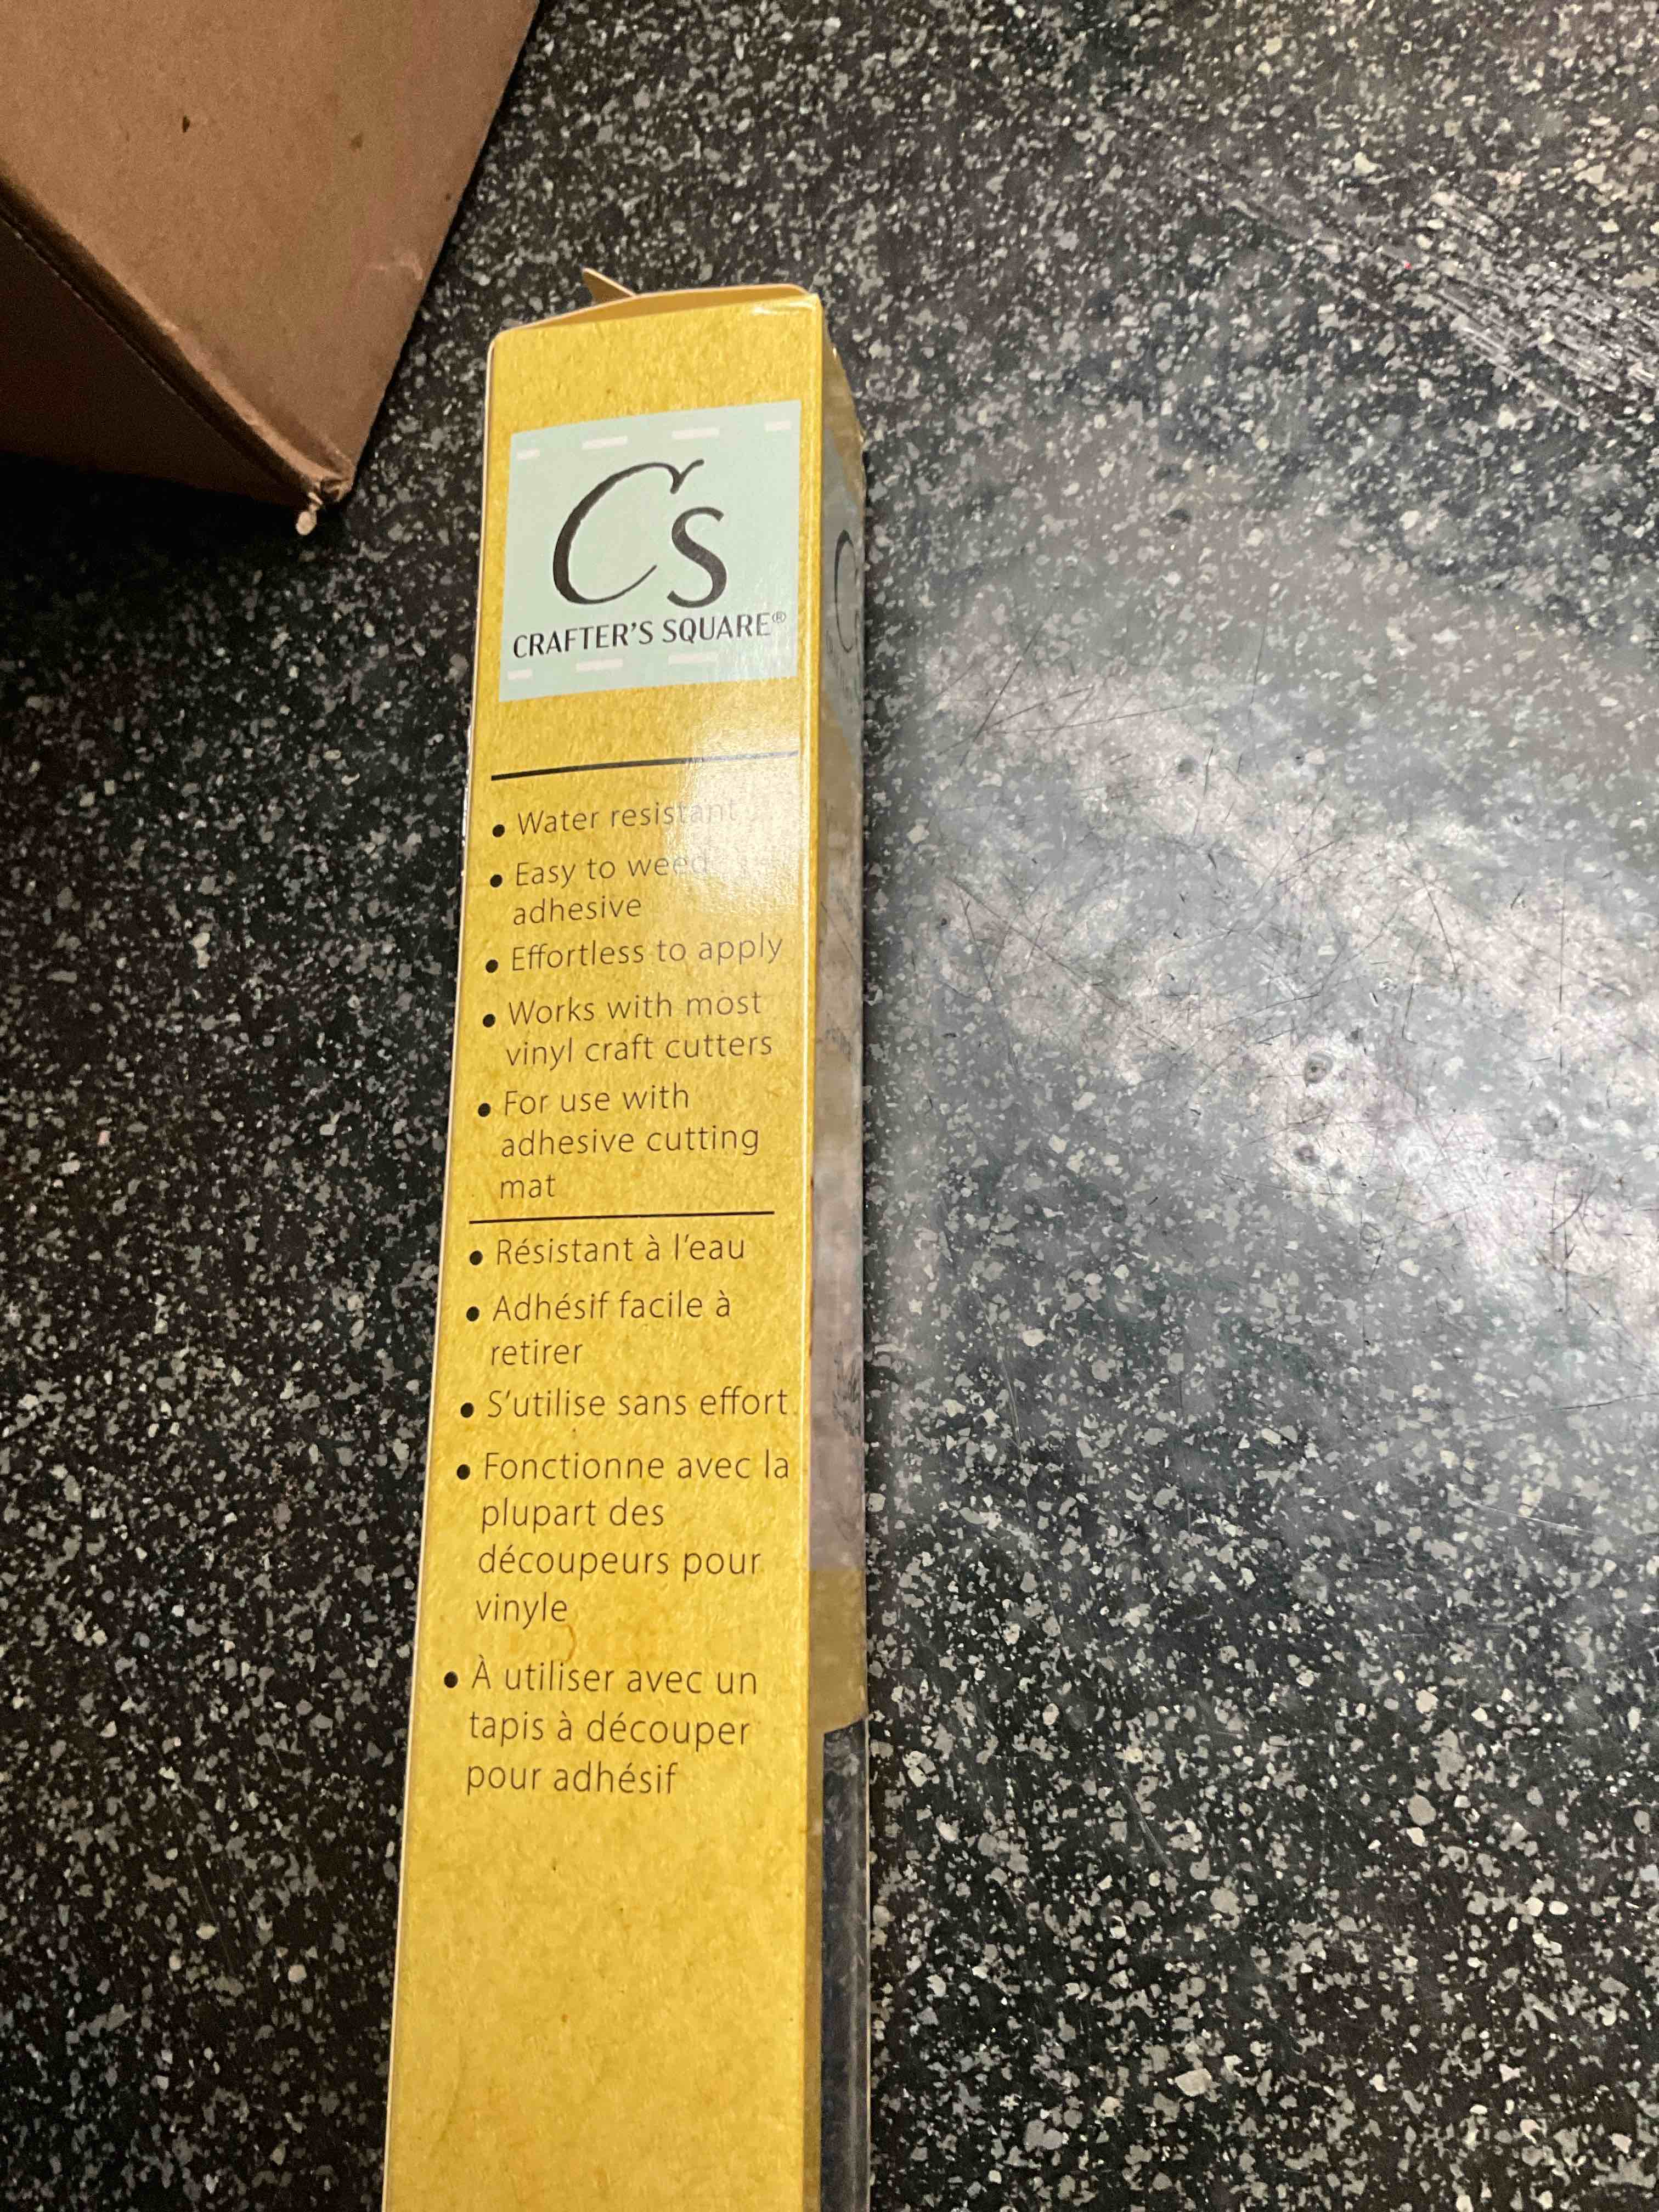 Cs
CRAFTER'S SQUARE®
• Water resistant
• Easy to weed
adhesive
• Effortless to apply
• Works with most
vinyl craft cutters
• For use with
adhesive cutting
mat
• Résistant à l'eau
• Adhésif facile à
retirer
• S'utilise sans effort
• Fonctionne avec la
plupart des
découpeurs pour
vinyle
• À utiliser avec un
tapis à découper
pour adhésif